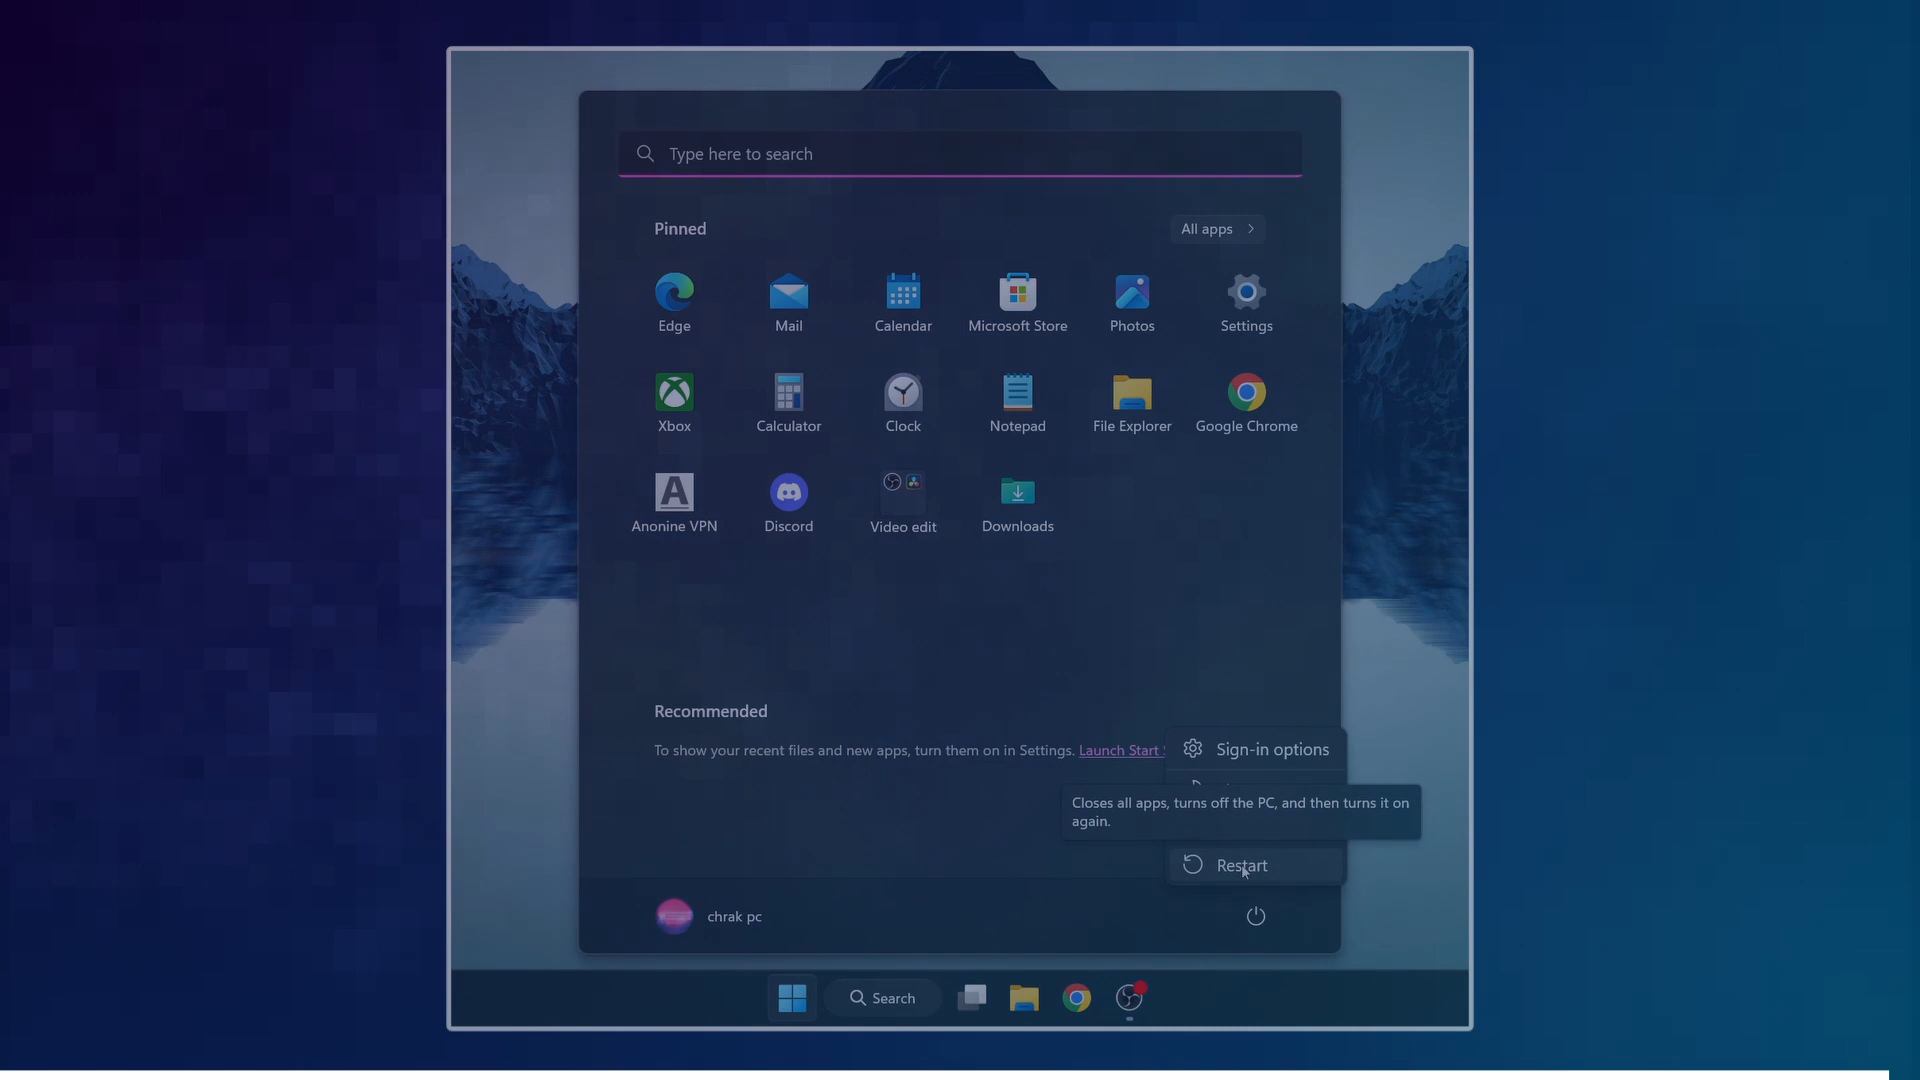 Type here to search
Pinned
All apps
Edge
Mail
Calendar
Microsoft Store
Photos
Settings
Xbox
Calculator
Clock
Notepad
File Explorer
Google Chrome
Anonine VPN
Discord
Video edit
Downloads
Recommended
To show your recent files and new apps, turn them on in Settings. Launch Start
Sign-in options
Closes all apps, turns off the PC, and then turns it on
again.
Restart
chrak pc
Search